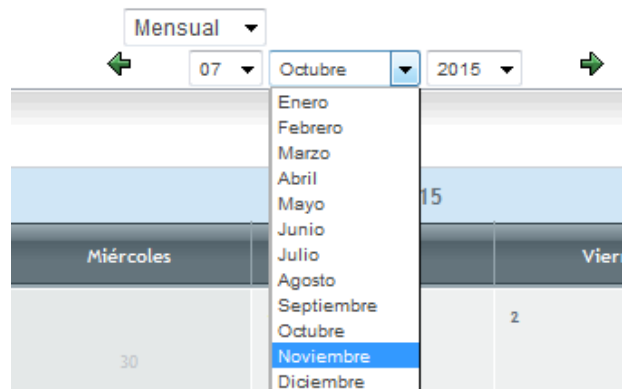 Mensual
07 Octubre 2015
Enero
Febrero
Marzo
Abril
Mayo
15
Junio
Julio
Miércoles
Vier
Agosto
Septiembre
2
Octubre
Noviembre
30
Diciembre